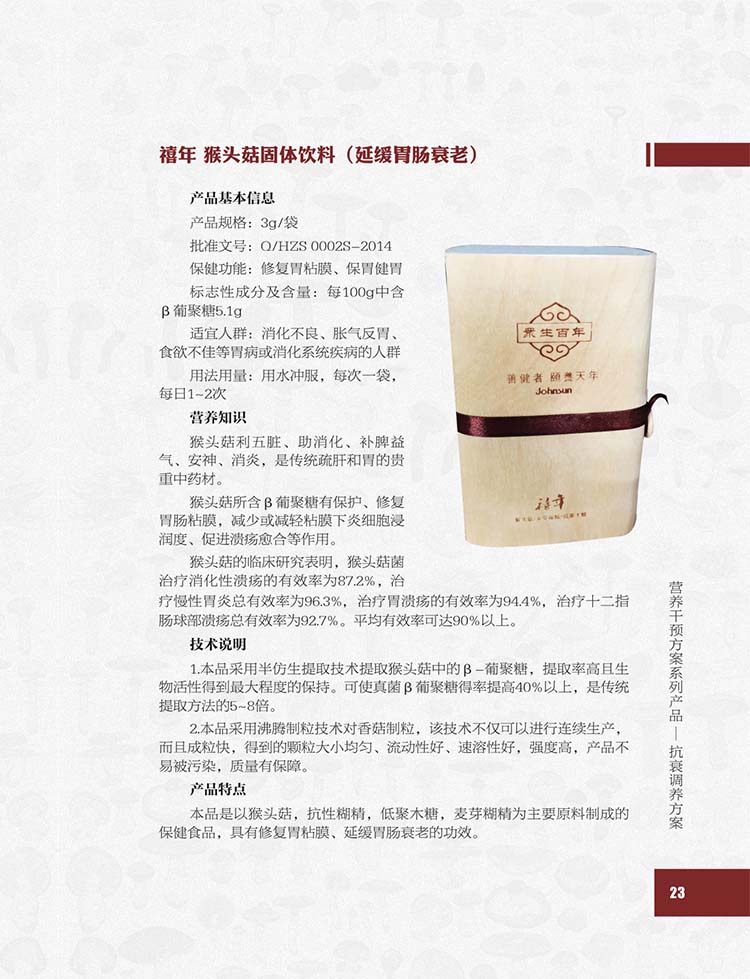 禧年 猴头菇固体饮料（延缓胃肠衰老）
产品基本信息
产品规格：3g/袋
批准文号：Q/HZS 0002S-2014
保健功能：修复胃粘膜、保胃健胃
标志性成分及含量：每100g中含
β葡聚糖5.1g
适宜人群：消化不良、胀气反胃、
食欲不佳等胃病或消化系统疾病的人群
用法用量：用水冲服，每次一袋，
每日1~2次
营养知识
猴头菇利五脏、助消化、补脾益
气、安神、消炎，是传统疏肝和胃的贵
重中药材。
猴头菇所含β葡聚糖有保护、修复
胃肠粘膜，减少或减轻粘膜下炎细胞浸
润度、促进溃疡愈合等作用。
猴头菇的临床研究表明，猴头菇菌
治疗消化性溃疡的有效率为87.2%，治
疗慢性胃炎总有效率为96.3%，治疗胃溃疡的有效率为94.4%，治疗十二指
肠球部溃疡总有效率为92.7%。平均有效率可达90%以上。
技术说明
1.本品采用半仿生提取技术提取猴头菇中的β-葡聚糖，提取率高且生
物活性得到最大程度的保持。可使真菌β葡聚糖得率提高40%以上，是传统
提取方法的5~8倍。
2.本品采用沸腾制粒技术对香菇制粒，该技术不仅可以进行连续生产，
而且成粒快，得到的颗粒大小均匀、流动性好、速溶性好，强度高，产品不
易被污染，质量有保障。
产品特点
本品是以猴头菇，抗性糊精，低聚木糖，麦芽糊精为主要原料制成的
保健食品，具有修复胃粘膜、延缓胃肠衰老的功效。
眾生百年
善健者 頤養天年
Johnsun
禧年
营养干预方案系列产品—抗衰调养方案
23